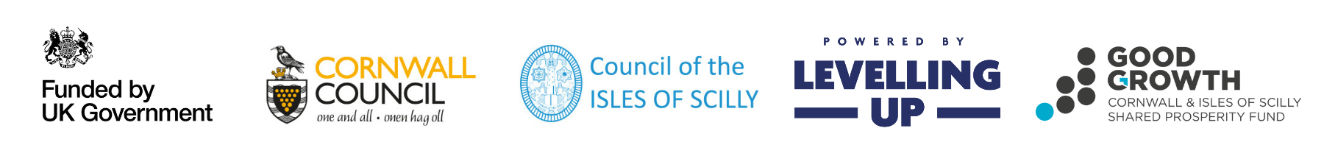 Funded by
UK Government
CORNWALL
COUNCIL
one and all • onen hag oll
Council of the
ISLES OF SCILLY
POWERED BY
LEVELLING
UP
GOOD
GROWTH
CORNWALL & ISLES OF SCILLY
SHARED PROSPERITY FUND